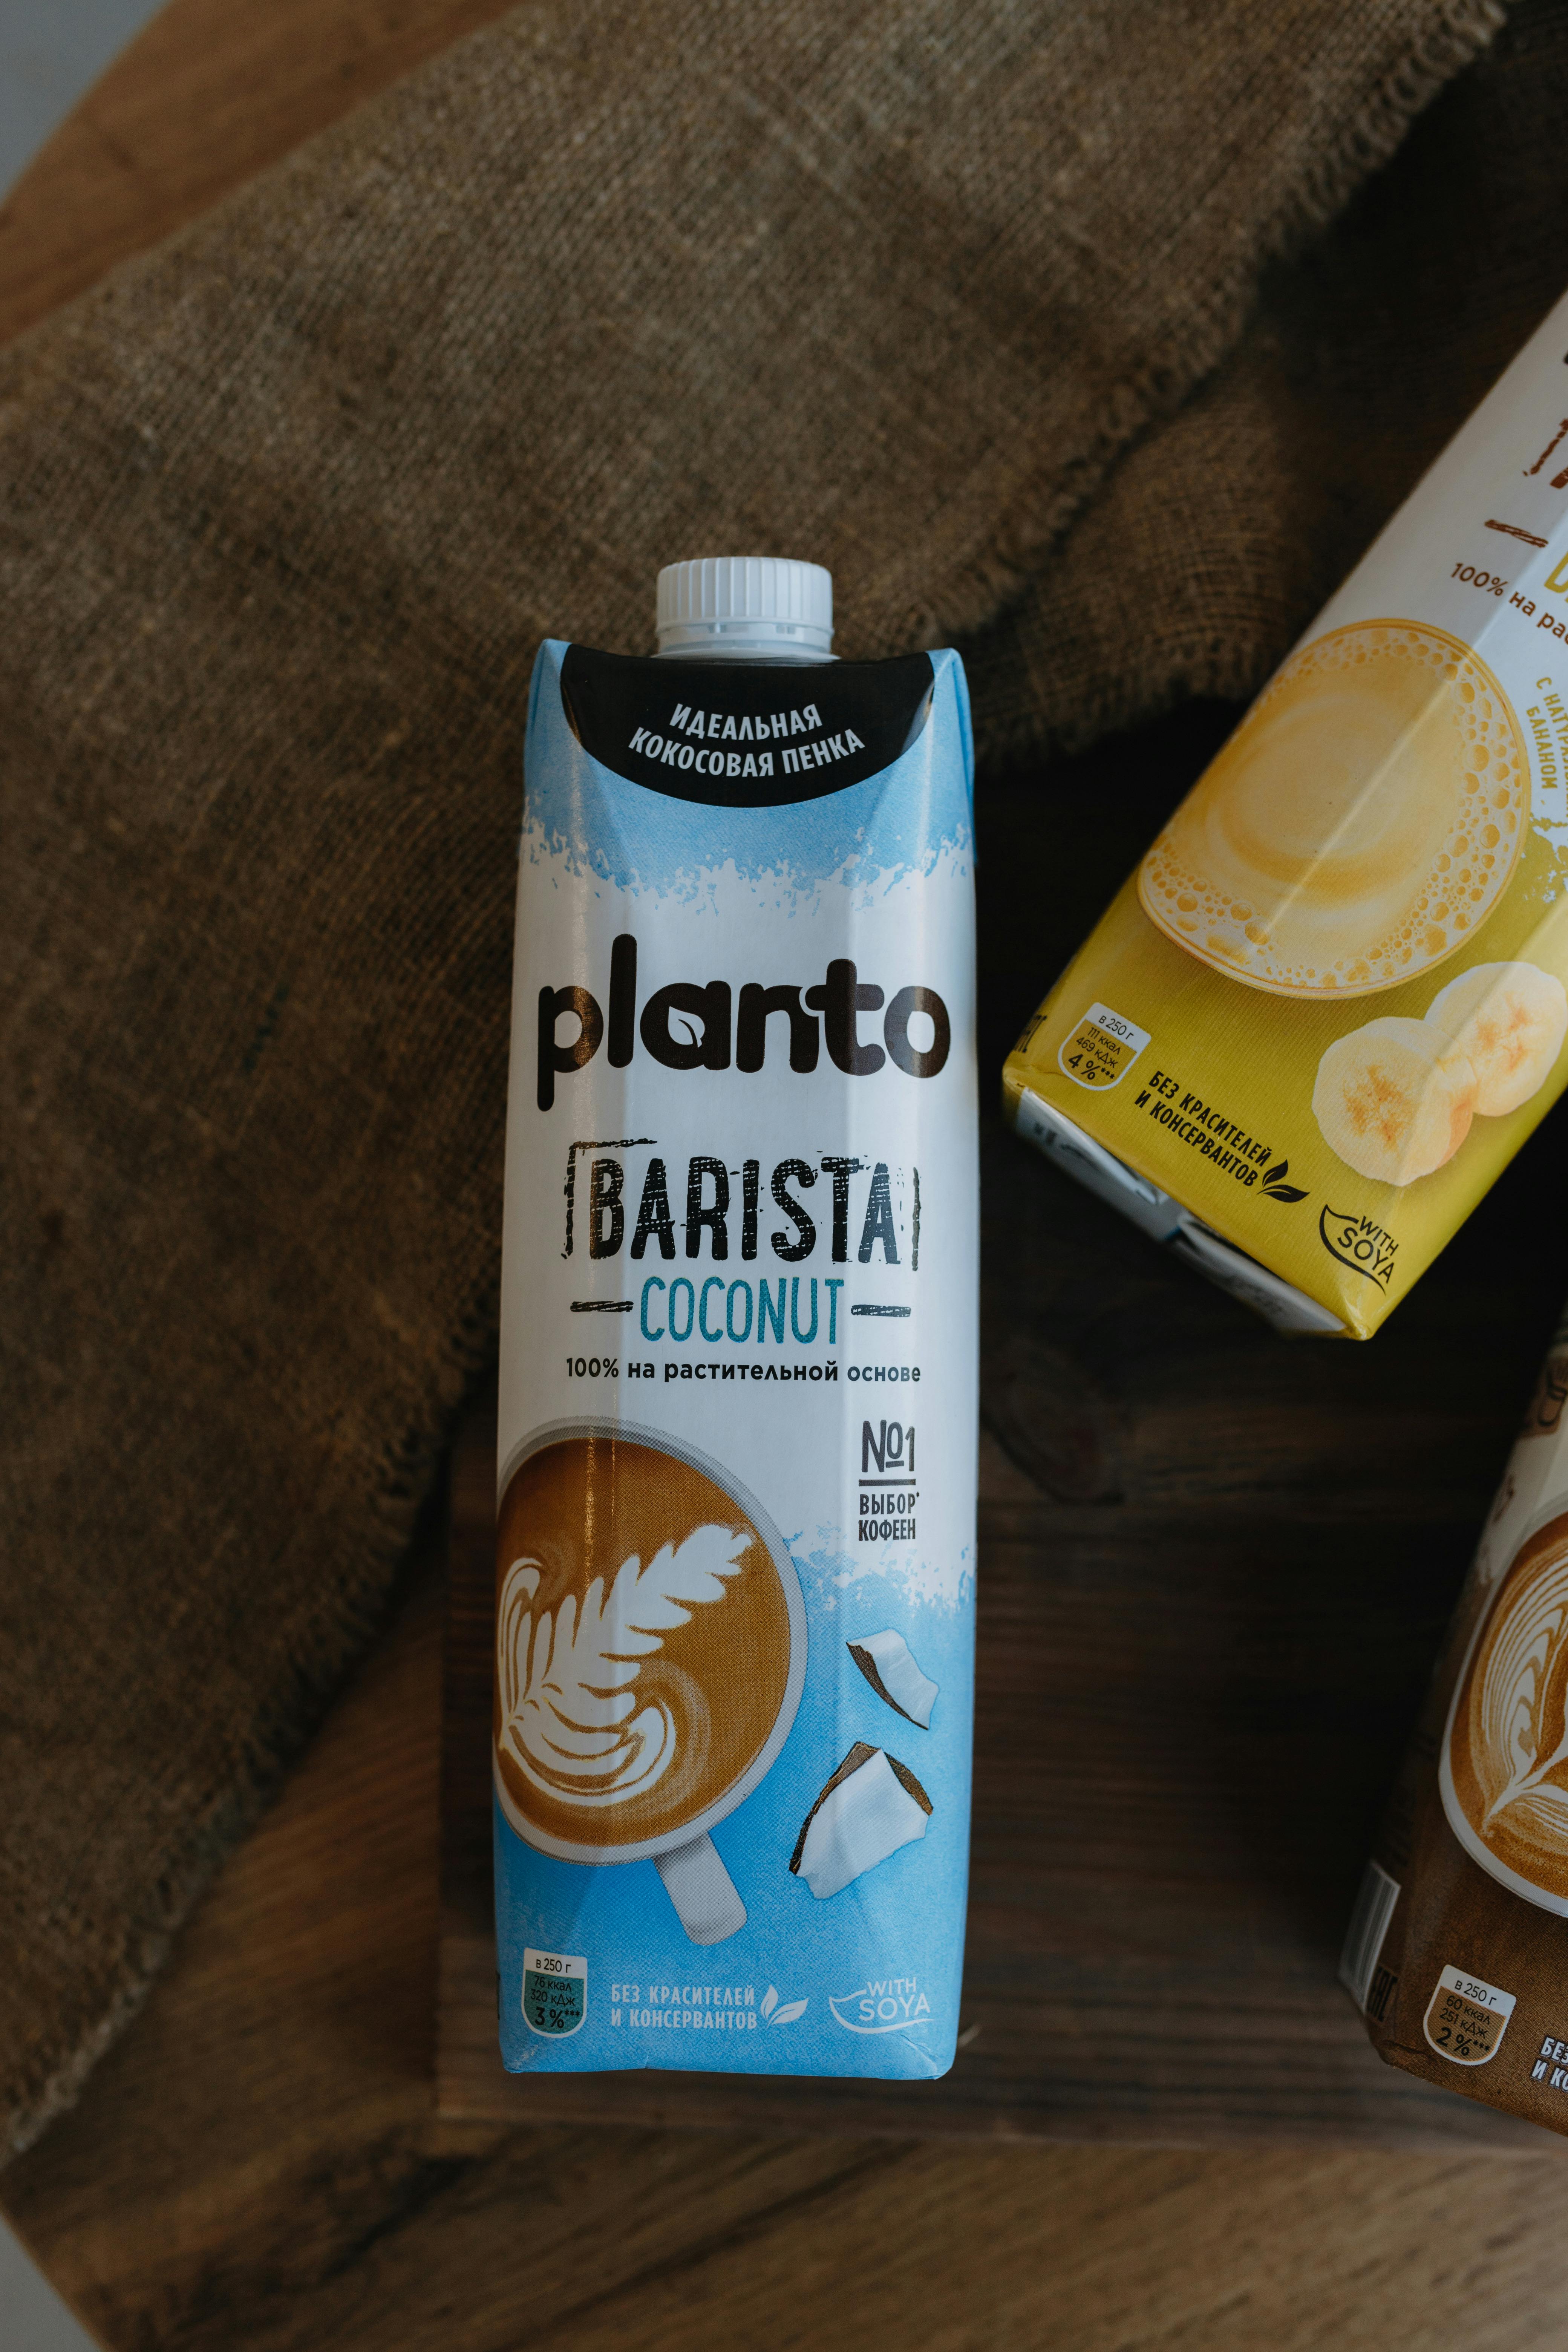 ИДЕАЛЬНАЯ
КОКОСОВАЯ ПЕНКА
planto
BARISTA
COCONUT
100% на растительной основе
№1
ВЫБОР*
КОФЕЕН
в 250 г
76 ккал
320 кДж
3%***
БЕЗ КРАСИТЕЛЕЙ
И КОНСЕРВАНТОВ
WITH
SOYA
100% на
БАНАНОМ
в 250 г
111 ккал
469 кДж
4%***
БЕЗ КРАСИТЕЛЕЙ
И КОНСЕРВАНТОВ
WITH
SOYA
в 250 г
60 ккал
251 кДж
2%***
И